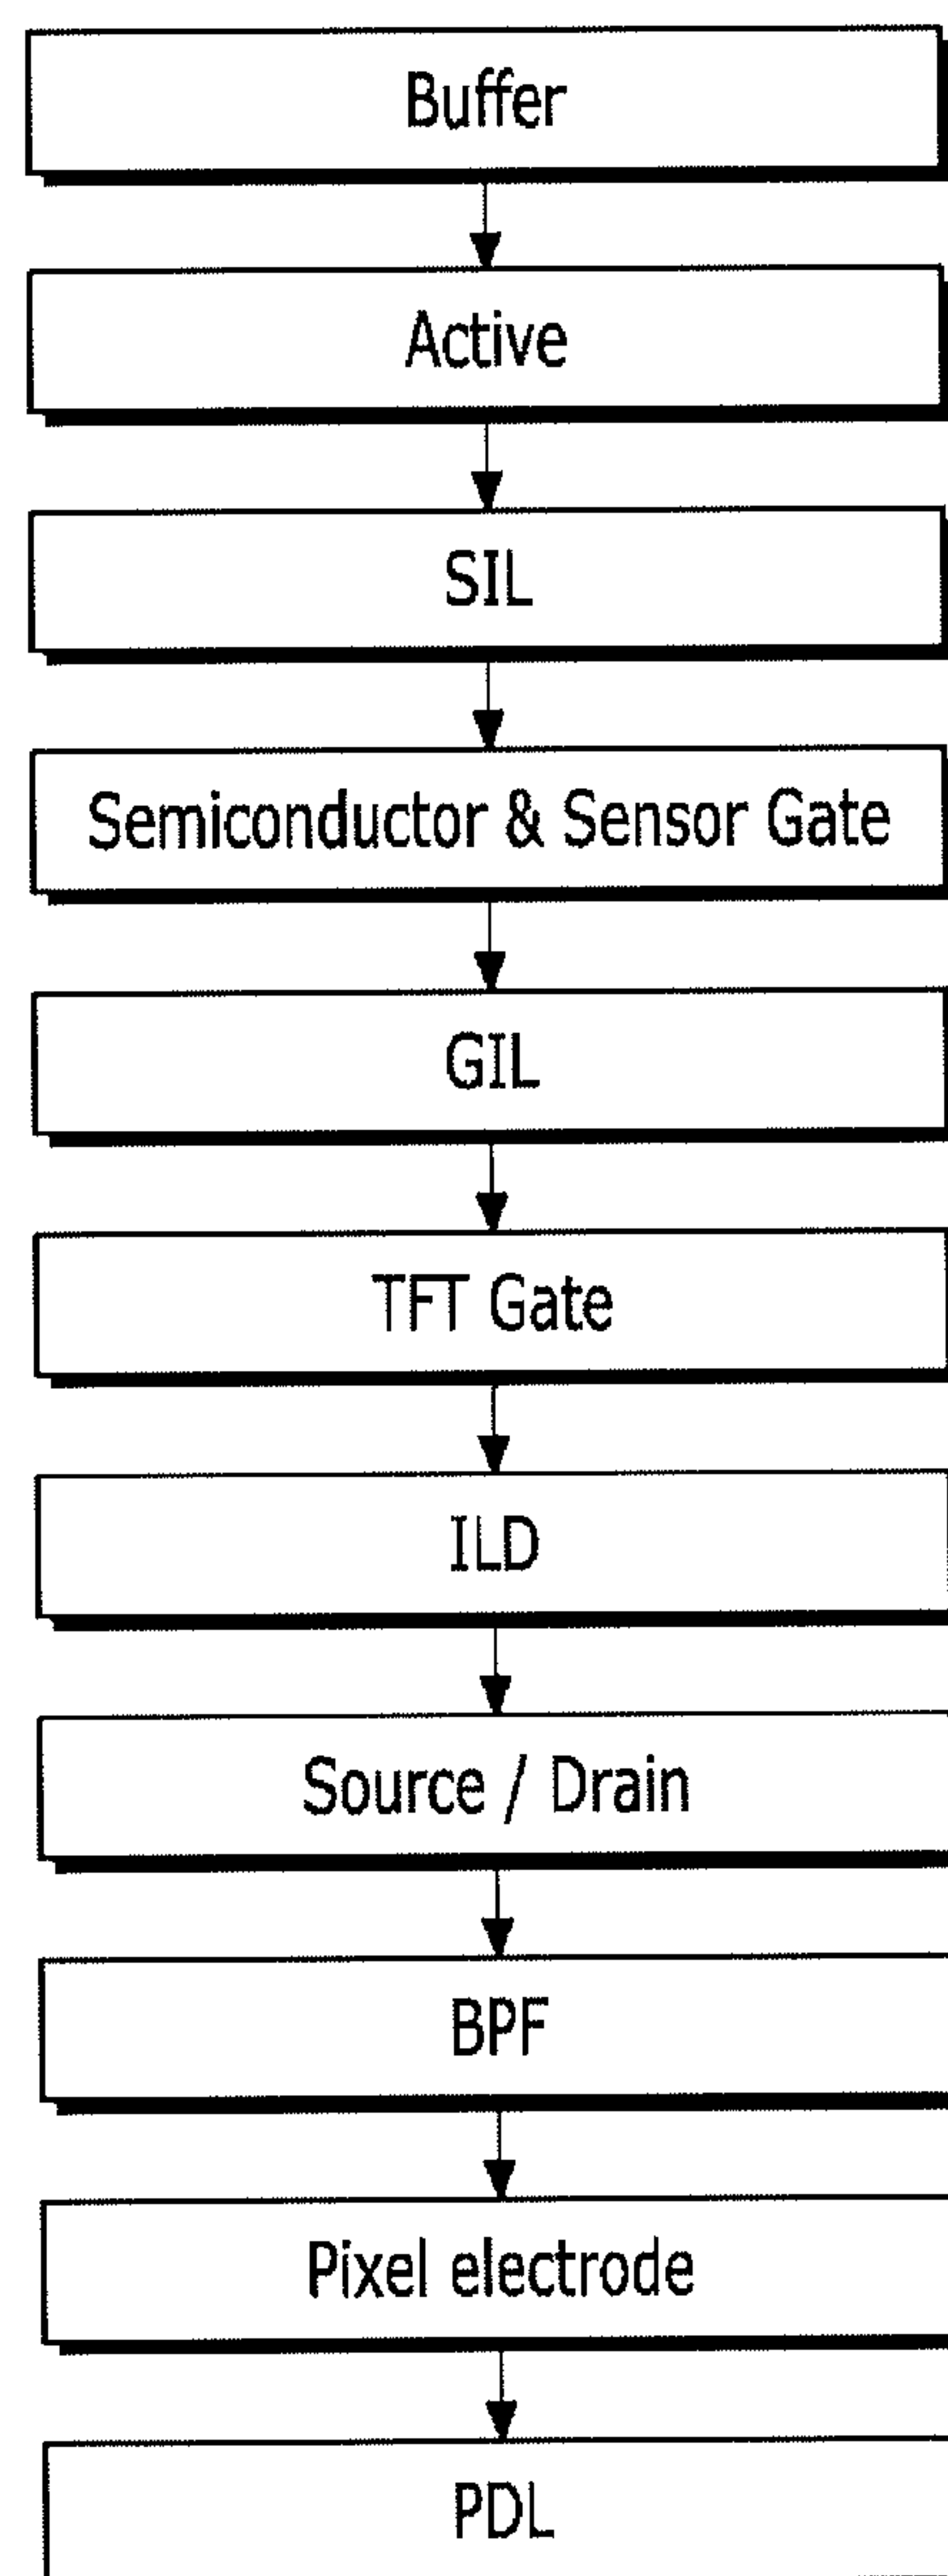 Buffer
Active
SIL
Semiconductor & Sensor Gate
GIL
TFT Gate
ILD
Source / Drain
BPF
Pixel electrode
PDL